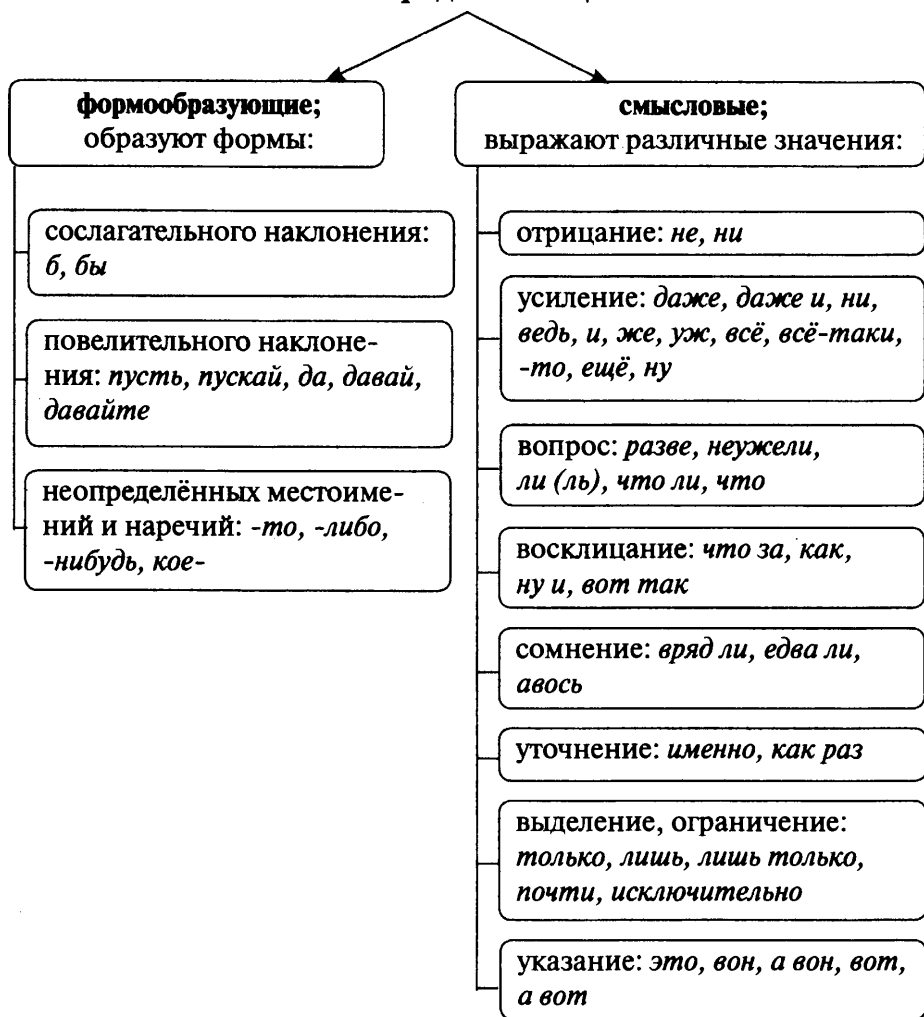 формообразующие;
образуют формы:
сослагательного наклонения:
б, бы
повелительного наклоне-
ния: пусть, пускай, да, давай,
давайте
неопределённых местоиме-
ний и наречий: -то, -либо,
-нибудь, кое-
смысловые;
выражают различные значения:
отрицание: не, ни
усиление: даже, даже и, ни,
ведь, и, же, уж, всё, всё-таки,
-то, ещё, ну
вопрос: разве, неужели,
ли (ль), что ли, что
восклицание: что за, как,
ну и, вот так
сомнение: вряд ли, едва ли,
авось
уточнение: именно, как раз
выделение, ограничение:
только, лишь, лишь только,
почти, исключительно
указание: это, вон, а вон, вот,
а вот